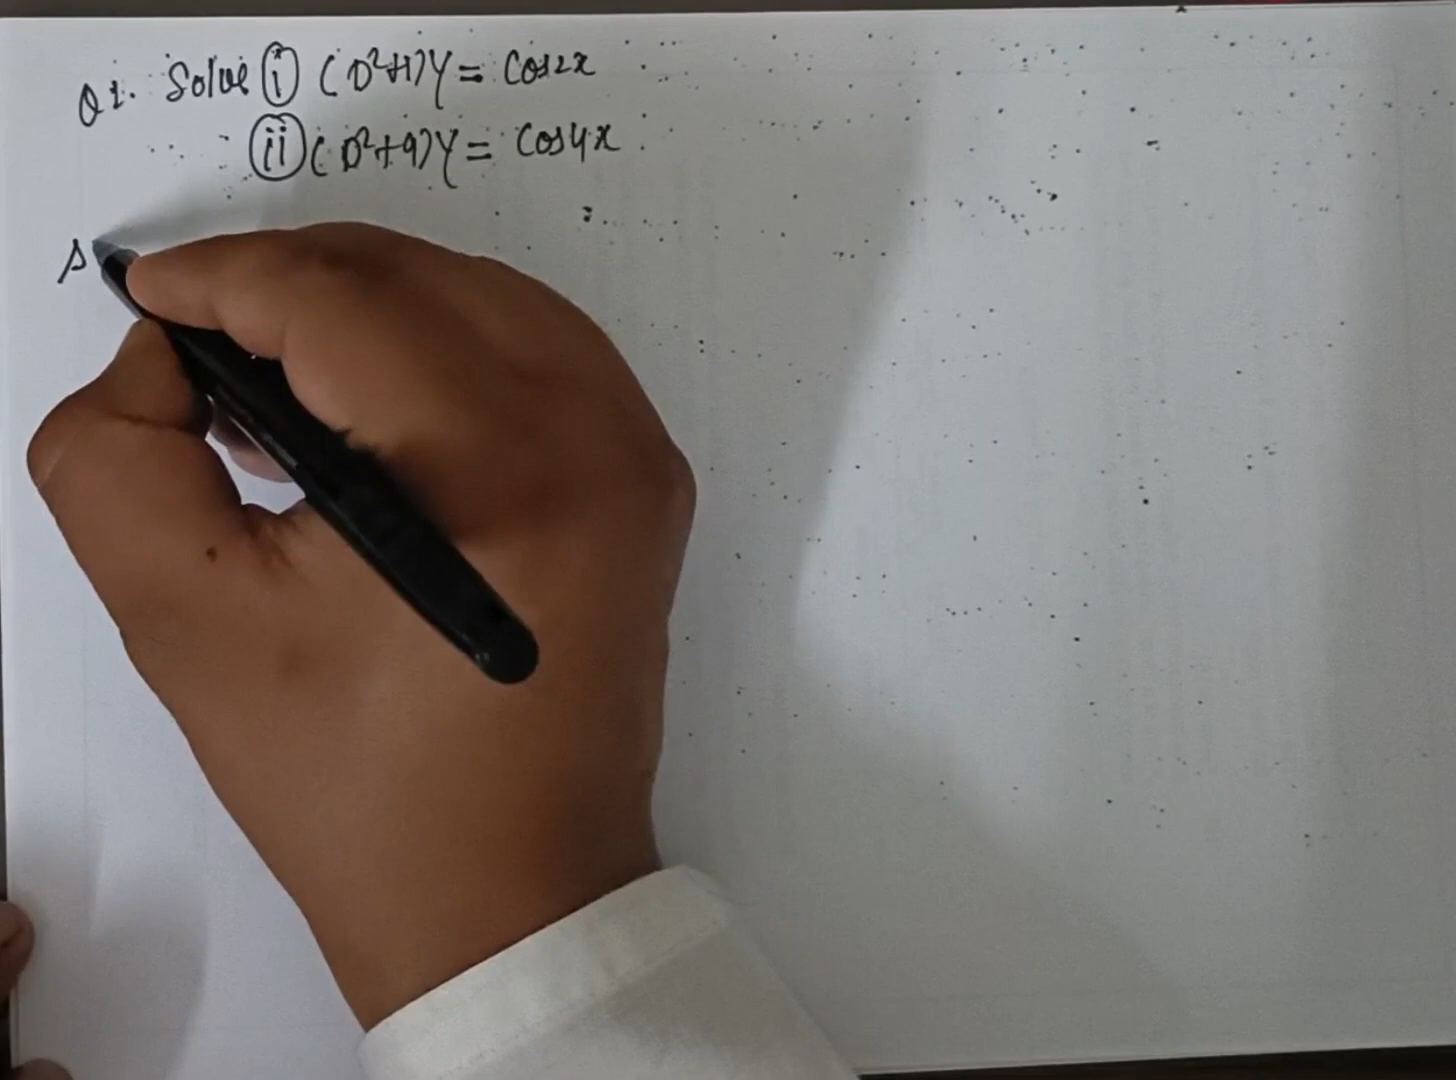 Q1. Solve (i) (D²+1)y = Cos2x
(ii) (D²+9)y = Cos4x